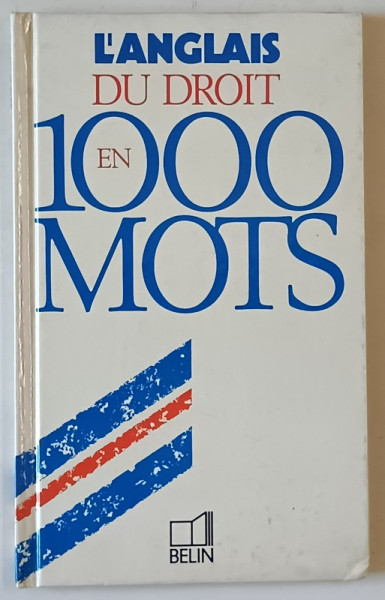 L'ANGLAIS
DU DROIT
EN
1000
MOTS
BELIN